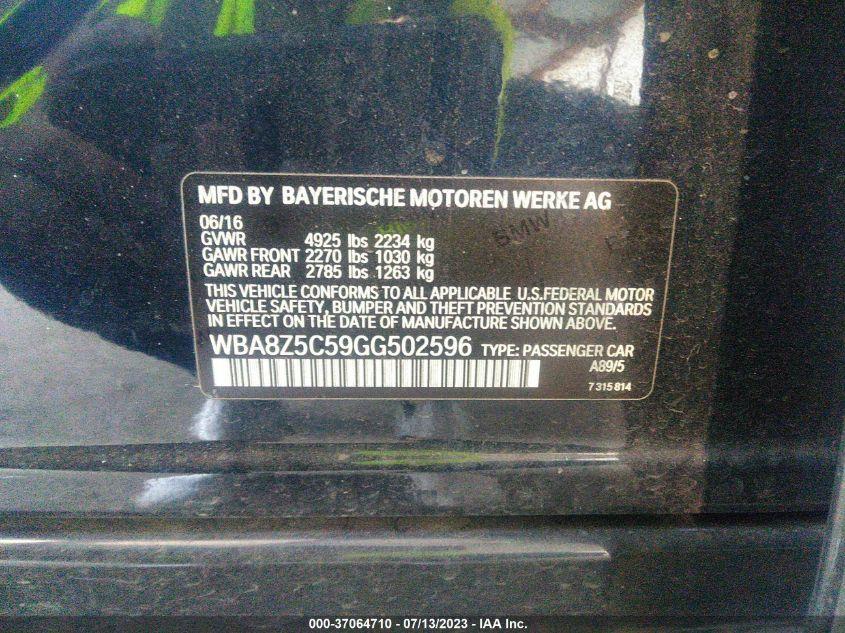 MFD BY BAYERISCHE MOTOREN WERKE AG
06/16
GVWR 4925 lbs 2234 kg
GAWR FRONT 2270 lbs 1030 kg
GAWR REAR 2785 lbs 1263 kg
THIS VEHICLE CONFORMS TO ALL APPLICABLE U.S.FEDERAL MOTOR
VEHICLE SAFETY, BUMPER AND THEFT PREVENTION STANDARDS
IN EFFECT ON THE DATE OF MANUFACTURE SHOWN ABOVE.
WBA8Z5C59GG502596 TYPE: PASSENGER CAR
A89/5
7 315 814
BMW
000-37064710 - 07/13/2023 - IAA Inc.